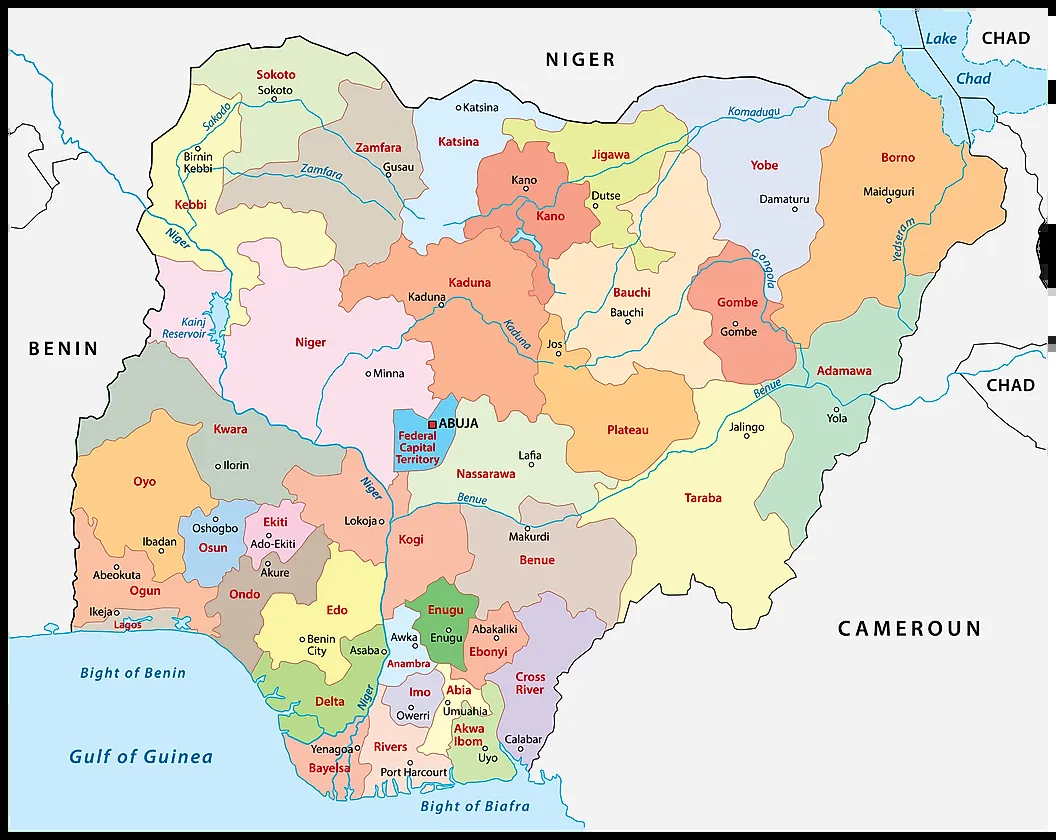 NIGER
Lake
Chad
CHAD
Sokoto
Sokoto
Sakodo
Katsina
Katsina
Komadugu
Zamfara
Gusau
Zamfara
Birnin
Kebbi
Kebbi
Niger
Kano
Kano
Jigawa
Dutse
Yobe
Damaturu
Borno
Maiduguri
Yedseram
Gongola
Kaduna
Kaduna
Kaduna
Bauchi
Bauchi
Gombe
Gombe
Kainj
Reservoir
BENIN
Niger
Minna
Jos
Adamawa
Yola
Benue
CHAD
ABUJA
Federal
Capital
Territory
Plateau
Jalingo
Kwara
Ilorin
Lafia
Nassarawa
Taraba
Oyo
Ibadan
Niger
Benue
Oshogbo
Osun
Ekiti
Ado-Ekiti
Lokoja
Kogi
Makurdi
Benue
Abeokuta
Ogun
Akure
Ondo
Ikeja
Lagos
Edo
Benin
City
Enugu
Enugu
Abakaliki
Ebonyi
Awka
Anambra
Asaba
CAMEROUN
Bight of Benin
Delta
Niger
Imo
Owerri
Abia
Umuahia
Cross
River
Akwa
Ibom
Uyo
Calabar
Gulf of Guinea
Yenagoa
Bayelsa
Rivers
Port Harcourt
Bight of Biafra